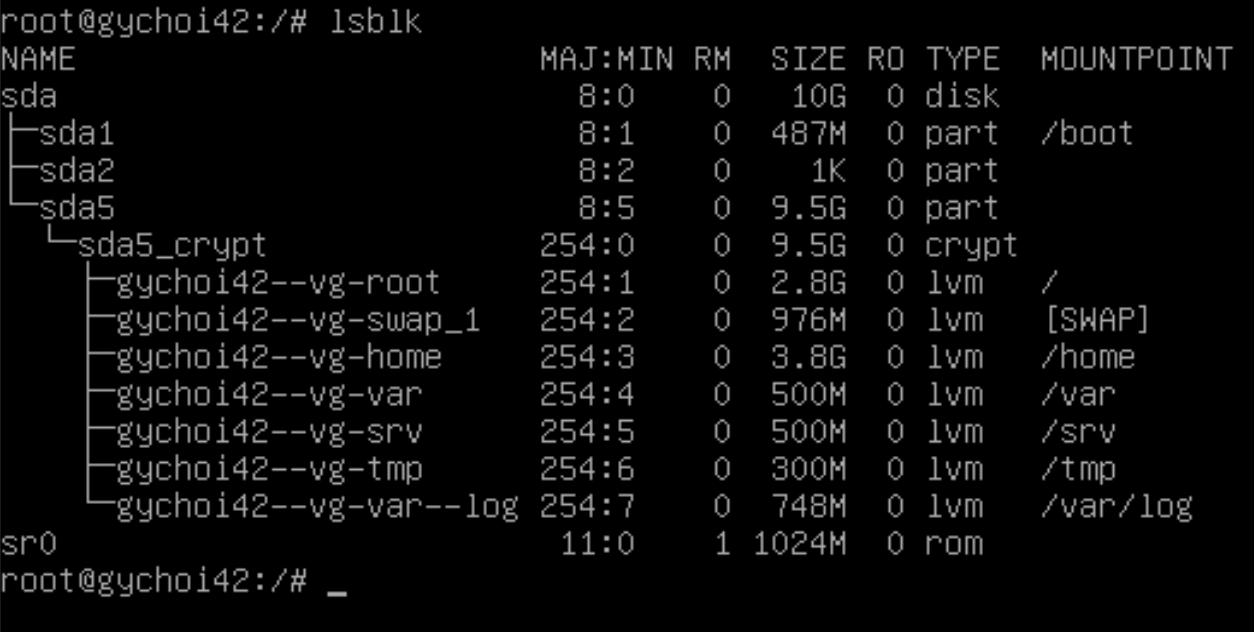 root@gychoi42:/# lsblk
NAME                        MAJ:MIN RM  SIZE RO TYPE  MOUNTPOINT
sda                           8:0    0   10G  0 disk
├─sda1                        8:1    0  487M  0 part  /boot
├─sda2                        8:2    0    1K  0 part
└─sda5                        8:5    0  9.5G  0 part
  └─sda5_crypt              254:0    0  9.5G  0 crypt
    ├─gychoi42--vg-root     254:1    0  2.8G  0 lvm   /
    ├─gychoi42--vg-swap_1   254:2    0  976M  0 lvm   [SWAP]
    ├─gychoi42--vg-home     254:3    0  3.8G  0 lvm   /home
    ├─gychoi42--vg-var      254:4    0  500M  0 lvm   /var
    ├─gychoi42--vg-srv      254:5    0  500M  0 lvm   /srv
    ├─gychoi42--vg-tmp      254:6    0  300M  0 lvm   /tmp
    └─gychoi42--vg-var--log 254:7    0  748M  0 lvm   /var/log
sr0                          11:0    1 1024M  0 rom
root@gychoi42:/# _